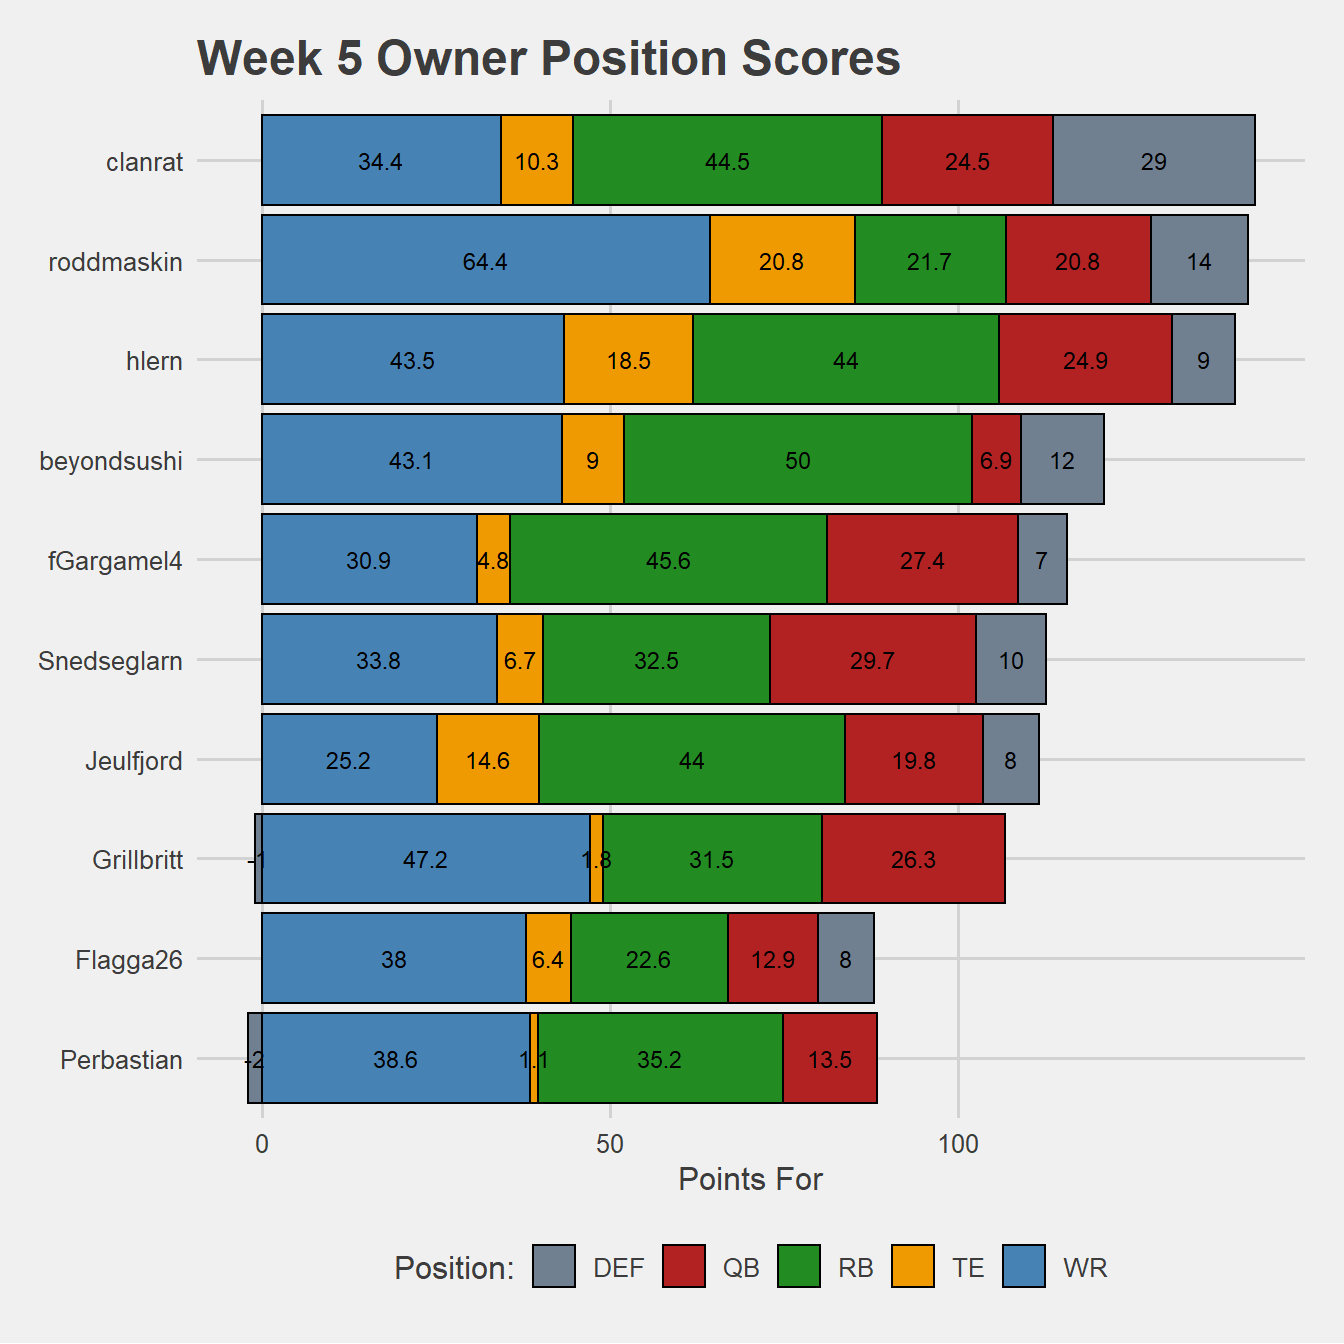 Week 5 Owner Position Scores
clanrat 34.4 10.3 44.5 24.5 29
roddmaskin 64.4 20.8 21.7 20.8 14
hlern 43.5 18.5 44 24.9 9
beyondsushi 43.1 9 50 6.9 12
fGargamel4 30.9 4.8 45.6 27.4 7
Snedseglarn 33.8 6.7 32.5 29.7 10
Jeulfjord 25.2 14.6 44 19.8 8
Grillbritt -1 47.2 1.8 31.5 26.3
Flagga26 38 6.4 22.6 12.9 8
Perbastian -2 38.6 1.1 35.2 13.5
0 50 100
Points For
Position: DEF QB RB TE WR